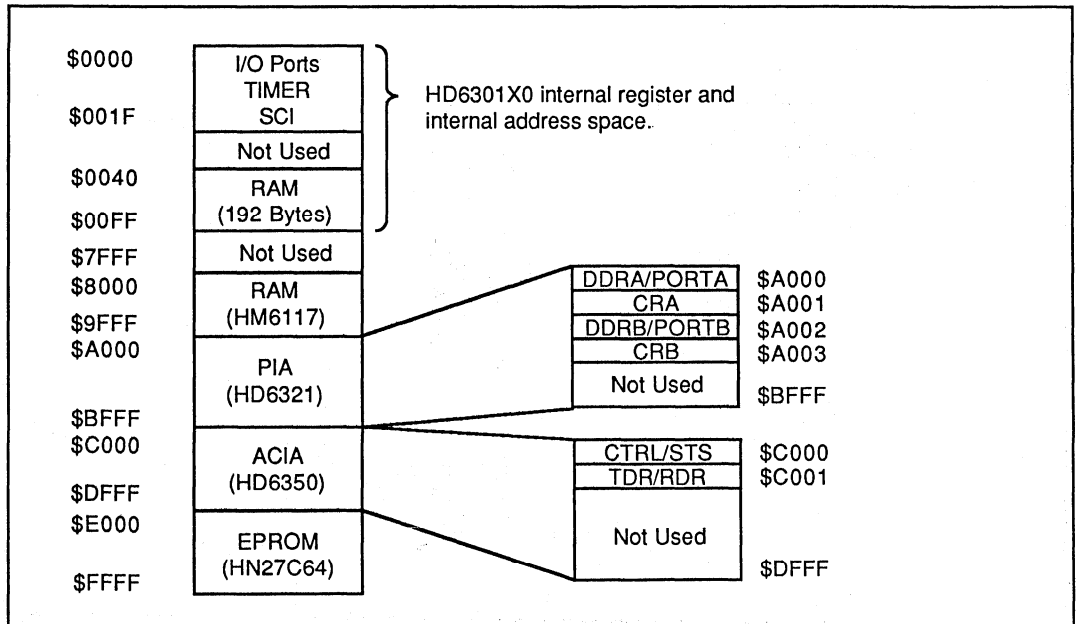 $0000
I/O Ports
TIMER
$001F
SCI
HD6301X0 internal register and
internal address space.
Not Used
$0040
RAM
(192 Bytes)
$00FF
Not Used
$7FFF
$8000
RAM
(HM6117)
$9FFF
$A000
PIA
(HD6321)
$BFFF
$C000
ACIA
(HD6350)
$DFFF
$E000
EPROM
(HN27C64)
$FFFF
DDRA/PORTA $A000
CRA $A001
DDRB/PORTB $A002
CRB $A003
Not Used
$BFFF
CTRL/STS $C000
TDR/RDR $C001
Not Used
$DFFF